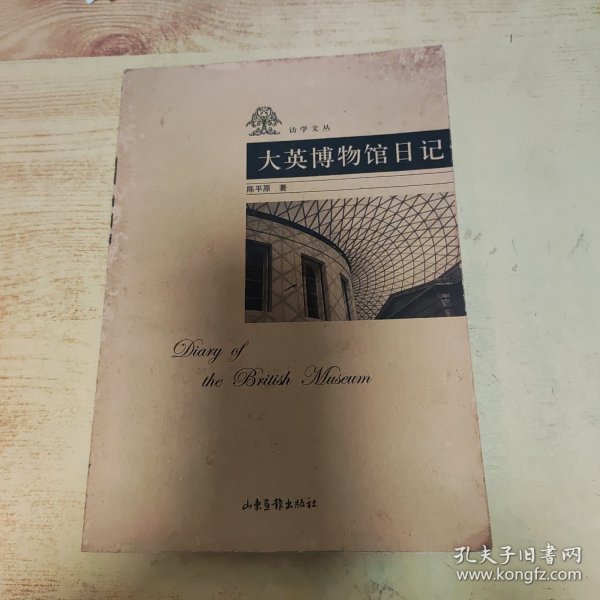 访学文丛
大英博物馆日记
陈平原 著
Diary of
the British Museum
山东画报出版社
孔夫子旧书网
www.kongfz.com